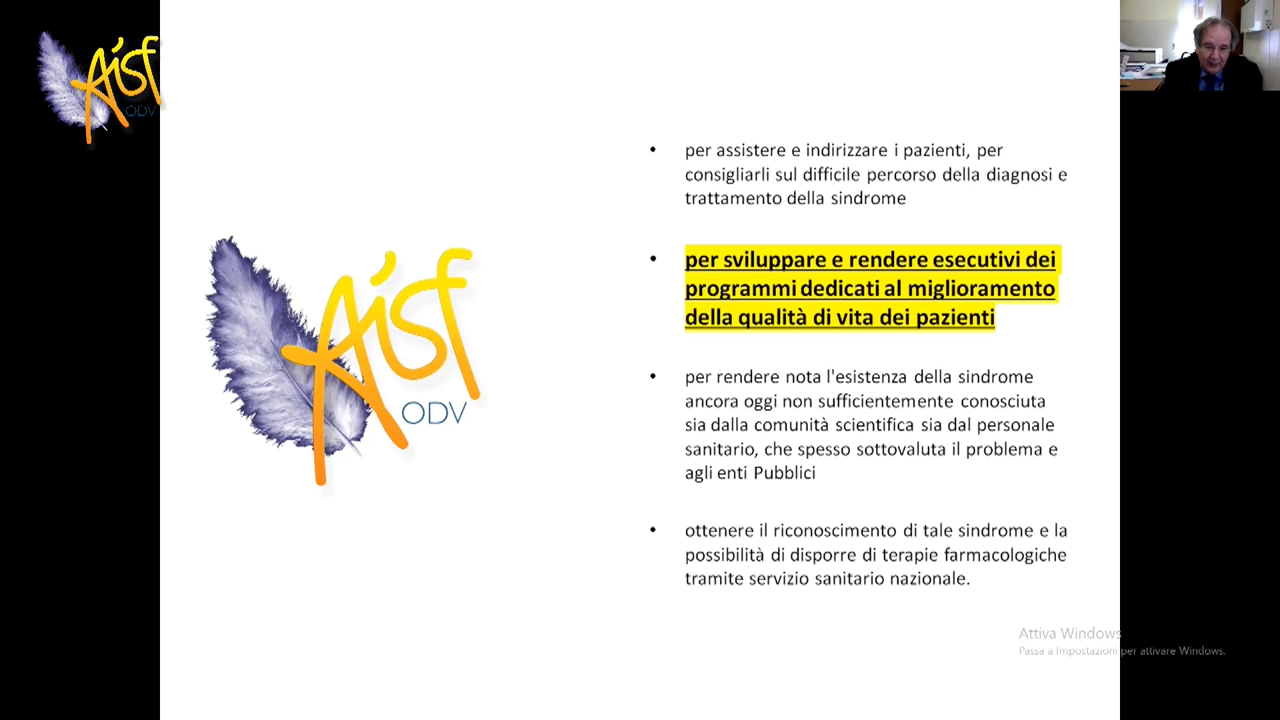 Aisf
ODV
• per assistere e indirizzare i pazienti, per
consigliarli sul difficile percorso della diagnosi e
trattamento della sindrome
• per sviluppare e rendere esecutivi dei
programmi dedicati al miglioramento
della qualità di vita dei pazienti
Aisf
ODV
• per rendere nota l'esistenza della sindrome
ancora oggi non sufficientemente conosciuta
sia dalla comunità scientifica sia dal personale
sanitario, che spesso sottovaluta il problema e
agli enti Pubblici
• ottenere il riconoscimento di tale sindrome e la
possibilità di disporre di terapie farmacologiche
tramite servizio sanitario nazionale.
Attiva Windows
Passa a Impostazioni per attivare Windows.